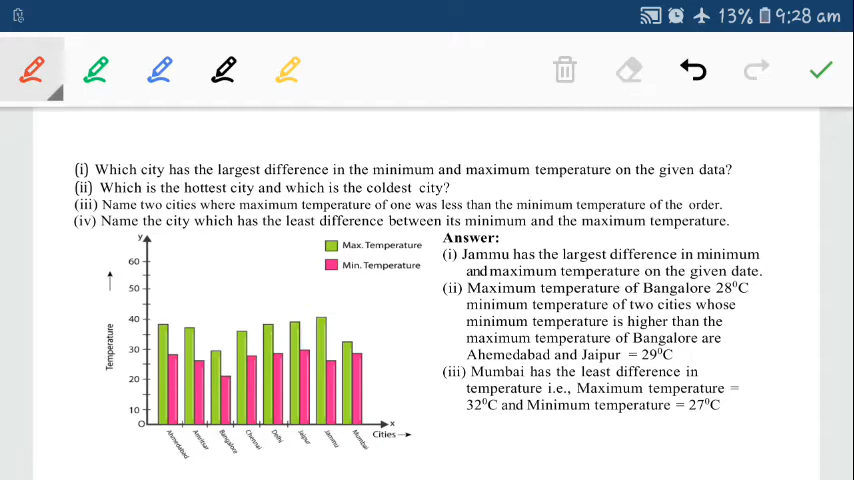 13% 9:28 am
(i) Which city has the largest difference in the minimum and maximum temperature on the given data?
(ii) Which is the hottest city and which is the coldest city?
(iii) Name two cities where maximum temperature of one was less than the minimum temperature of the order.
(iv) Name the city which has the least difference between its minimum and the maximum temperature.
y
Max. Temperature
Min. Temperature
60
50
40
30
20
10
O
Temperature
x
Cities
Ahmedabad
Amritsar
Bangalore
Chennai
Delhi
Jaipur
Jammu
Mumbai
Answer:
(i) Jammu has the largest difference in minimum
and maximum temperature on the given date.
(ii) Maximum temperature of Bangalore 28⁰C
minimum temperature of two cities whose
minimum temperature is higher than the
maximum temperature of Bangalore are
Ahemedabad and Jaipur = 29⁰C
(iii) Mumbai has the least difference in
temperature i.e., Maximum temperature =
32⁰C and Minimum temperature = 27⁰C